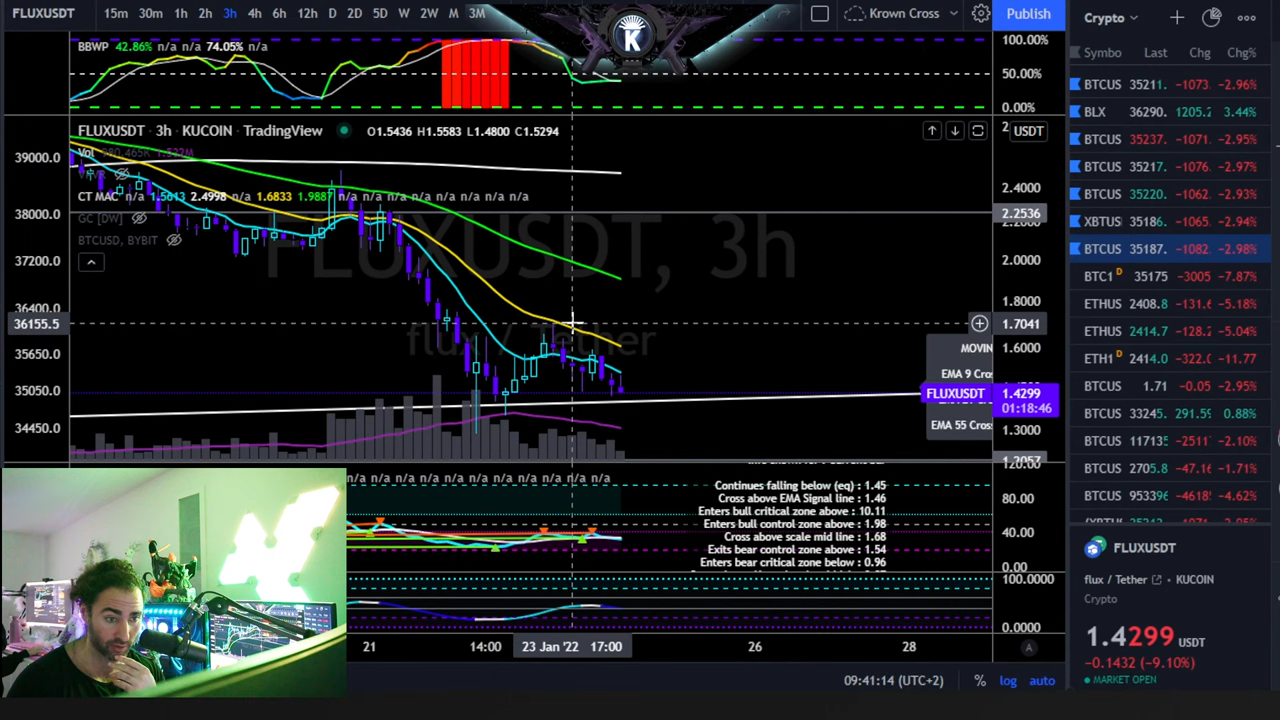 FLUXUSDT 15m 30m 1h 2h 3h 4h 6h 12h D 2D 5D W 2W M 3M Krown Cross Publish Crypto
K
BBWP 42.86% n/a n/a 74.05% n/a
100.00%
50.00%
0.00%
Symbo Last Chg Chg%
BTCUS 35211. -1073. -2.96%
BLX 36290. 1205.2 3.44%
BTCUS 35237. -1071. -2.95%
BTCUS 35217. -1076. -2.97%
BTCUS 35220. -1062. -2.93%
XBTUS 35186. -1065. -2.94%
BTCUS 35187. -1082. -2.98%
BTC1 D 35175 -3005 -7.87%
ETHUS 2408.8 -131.6 -5.18%
ETHUS 2414.7 -128.2 -5.04%
ETH1 D 2414.0 -322.0 -11.77
BTCUS 1.71 -0.05 -2.95%
BTCUS 33245. 291.59 0.88%
BTCUS 11713 -2511 -2.10%
BTCUS 2705.8 -47.16 -1.71%
BTCUS 95339 -4618 -4.62%
FLUXUSDT · 3h · KUCOIN · TradingView O1.5436 H1.5583 L1.4800 C1.5294
USDT
Vol
CT MAC n/a 1.5613 2.4998 n/a 1.6833 1.9887 n/a n/a n/a n/a n/a n/a n/a n/a n/a
GC [DW]
BTCUSD, BYBIT
FLUXUSDT, 3h
flux / Tether
39000.0
38000.0
37200.0
36400.0
36155.5
35650.0
35050.0
34450.0
2.4000
2.2536
2.0000
1.8000
1.7041
1.6000
FLUXUSDT 1.4299
01:18:46
1.3000
MOVIN
EMA 9 Cros
EMA 55 Cross
n/a n/a n/a n/a n/a n/a n/a n/a n/a n/a n/a
Continues falling below (eq) : 1.45
Cross above EMA Signal line : 1.46
Enters bull critical zone above : 10.11
Enters bull control zone above : 1.98
Cross above scale mid line : 1.68
Exits bear control zone above : 1.54
Enters bear critical zone below : 0.96
120.00
80.00
40.00
0.00
100.0000
0.0000
21 14:00 23 Jan '22 17:00 26 28 A
09:41:14 (UTC+2) % log auto
FLUXUSDT
flux / Tether · KUCOIN
Crypto
1.4299 USDT
-0.1432 (-9.10%)
MARKET OPEN